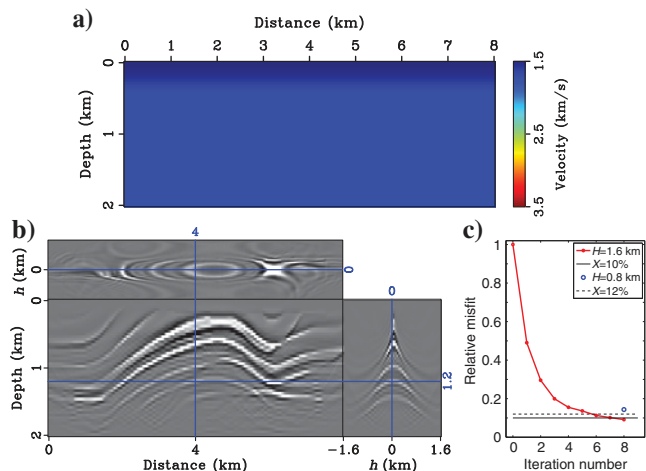 a)
Distance (km)
0 1 2 3 4 5 6 7 8
Depth (km)
0
1
2
Velocity (km/s)
1.5
2.5
3.5
b)
4
h (km)
0
0
0
Depth (km)
0
1
2
1.2
0 4 -1.6 0 1.6
Distance (km) h (km)
c)
Relative misfit
1
0.8
0.6
0.4
0.2
0
H=1.6 km
X=10%
H=0.8 km
X=12%
0 2 4 6 8
Iteration number